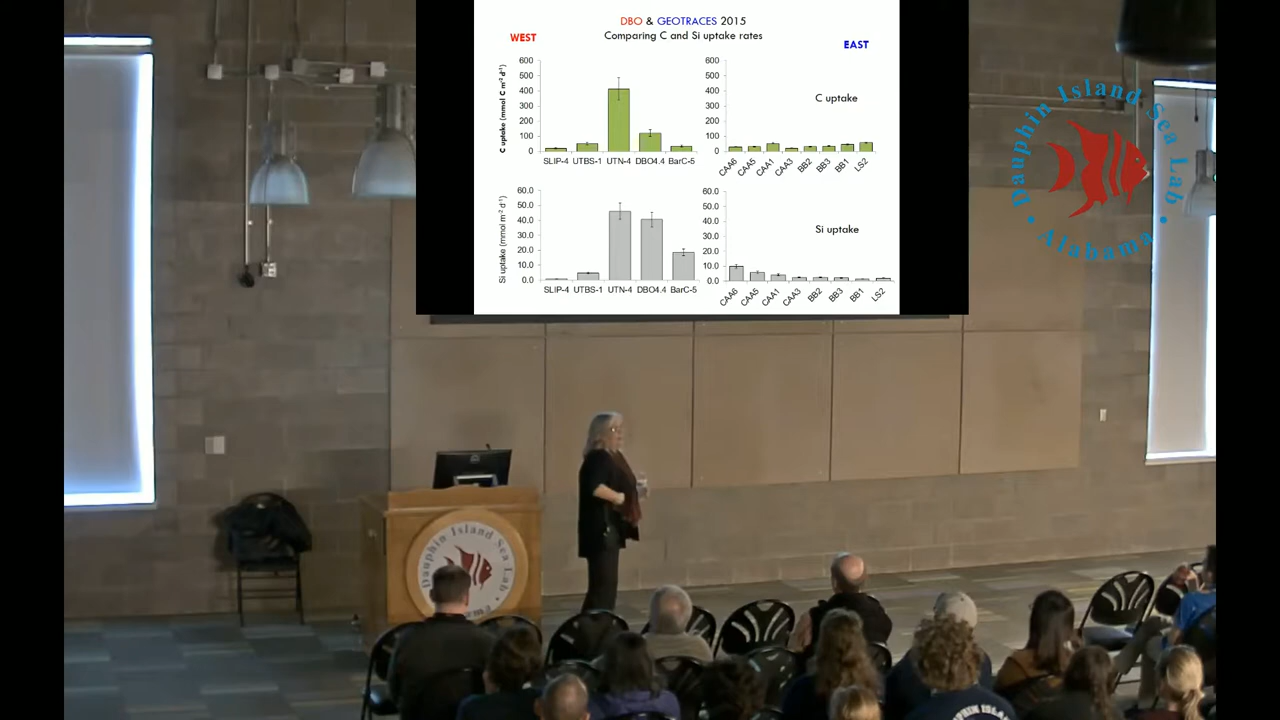 DBO & GEOTRACES 2015
WEST
Comparing C and Si uptake rates
EAST
C uptake (mmol C m-2 d-1)
600
500
400
300
200
100
0
SLIP-4 UTBS-1 UTN-4 DBO4.4 BarC-5
600
500
400
300
200
100
0
C uptake
CAA6 CAA5 CAA1 CAA3 BB2 BB3 BB1 LS2
Si uptake (mmol m-2 d-1)
60.0
50.0
40.0
30.0
20.0
10.0
0.0
SLIP-4 UTBS-1 UTN-4 DBO4.4 BarC-5
60.0
50.0
40.0
30.0
20.0
10.0
0.0
Si uptake
CAA6 CAA5 CAA1 CAA3 BB2 BB3 BB1 LS2
Dauphin Island Sea Lab
Alabama
Dauphin Island Sea Lab